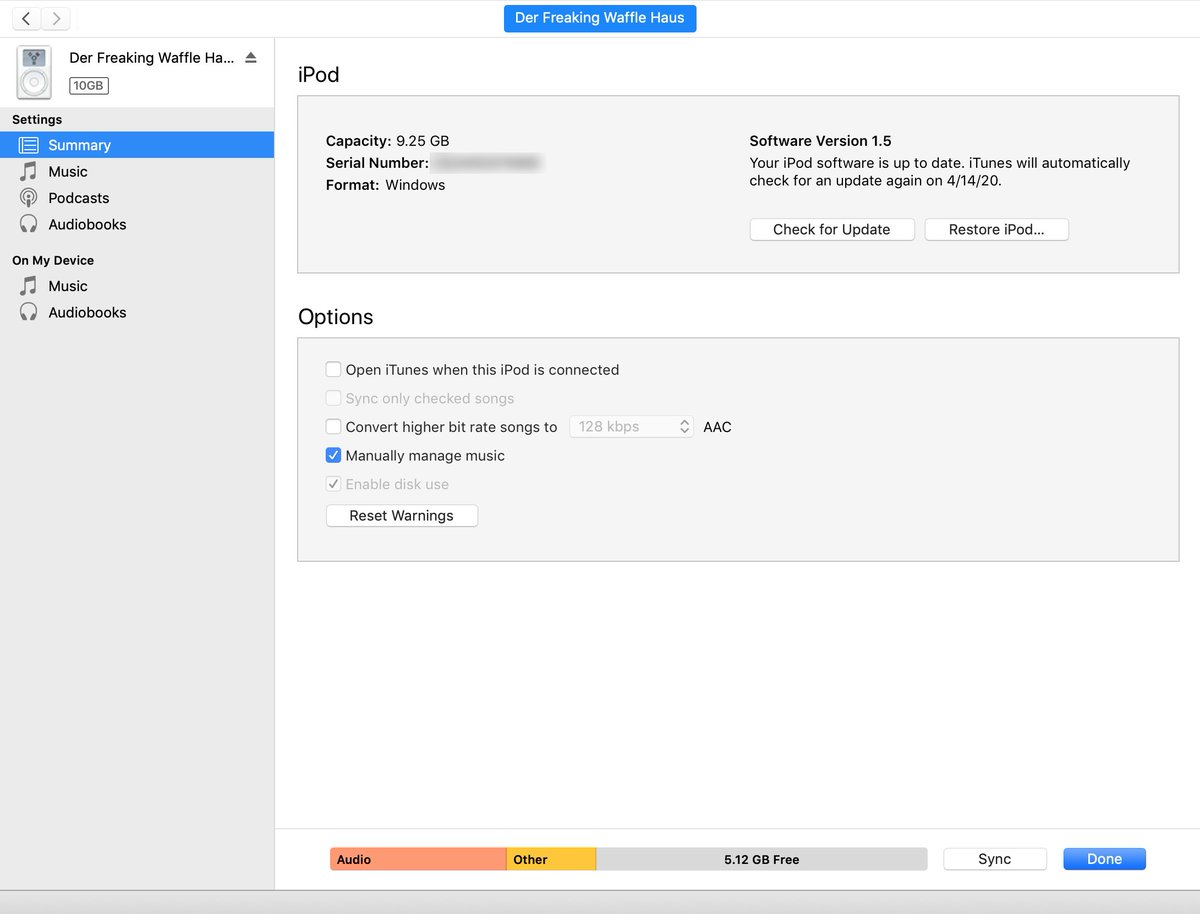 Der Freaking Waffle Haus
Der Freaking Waffle Ha...
10GB
Settings
Summary
Music
Podcasts
Audiobooks
On My Device
Music
Audiobooks
iPod
Capacity: 9.25 GB
Serial Number:
Format: Windows
Software Version 1.5
Your iPod software is up to date. iTunes will automatically
check for an update again on 4/14/20.
Check for Update
Restore iPod...
Options
Open iTunes when this iPod is connected
Sync only checked songs
Convert higher bit rate songs to 128 kbps AAC
Manually manage music
Enable disk use
Reset Warnings
Audio Other 5.12 GB Free Sync Done